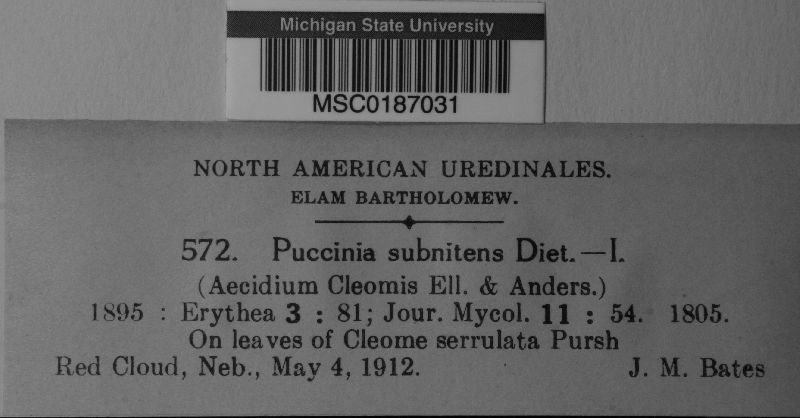 Michigan State University
MSC0187031
NORTH AMERICAN UREDINALES.
ELAM BARTHOLOMEW.
572. Puccinia subnitens Diet.—I.
(Aecidium Cleomis Ell. & Anders.)
1895 : Erythea 3 : 81; Jour. Mycol. 11 : 54. 1805.
On leaves of Cleome serrulata Pursh
Red Cloud, Neb., May 4, 1912. J. M. Bates